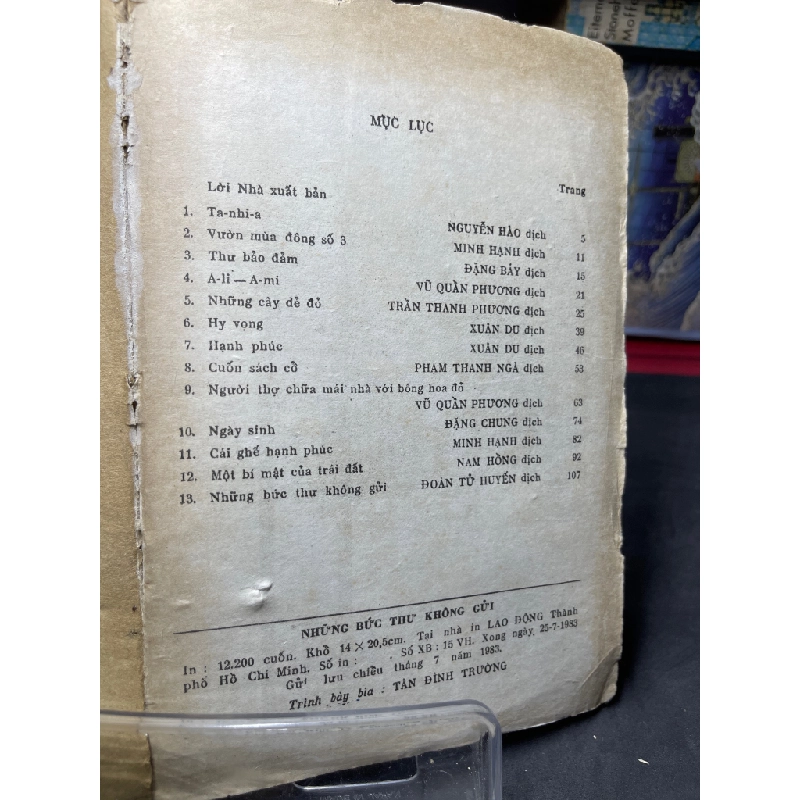 Eltern
MỤC LỤC
Lời Nhà xuất bản Trang
1. Ta-nhi-a NGUYỄN HÀO dịch 5
2. Vườn mùa đông số 3 MINH HẠNH dịch 11
3. Thư bảo đảm ĐẶNG BẢY dịch 15
4. A-li — A-mi VŨ QUẦN PHƯƠNG dịch 21
5. Những cây dẻ đỏ TRẦN THANH PHƯƠNG dịch 25
6. Hy vọng XUÂN DU dịch 39
7. Hạnh phúc XUÂN DU dịch 46
8. Cuốn sách cổ PHẠM THANH NGÀ dịch 53
9. Người thợ chữa mái nhà với bông hoa đỏ
VŨ QUẦN PHƯƠNG dịch 63
10. Ngày sinh ĐẶNG CHUNG dịch 74
11. Cái ghế hạnh phúc MINH HẠNH dịch 82
12. Một bí mật của trái đất NAM HỒNG dịch 92
13. Những bức thư không gửi ĐOÀN TỬ HUYẾN dịch 107
NHỮNG BỨC THƯ KHÔNG GỬI
In : 12.200 cuốn. Khổ 14 × 20,5cm. Tại nhà in LAO ĐỘNG Thành
phố Hồ Chí Minh. Số in : Số XB : 15 VH. Xong ngày 25-7-1983
Gửi lưu chiểu tháng 7 năm 1983.
Trình bày bìa : TÂN ĐÌNH TRƯỜNG